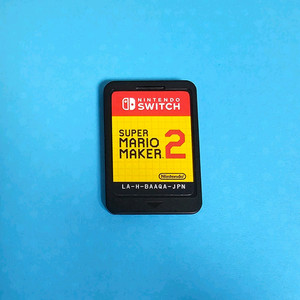 NINTENDO
SWITCH
SUPER
MARIO
MAKER 2
Nintendo
LA-H-BAAQA-JPN